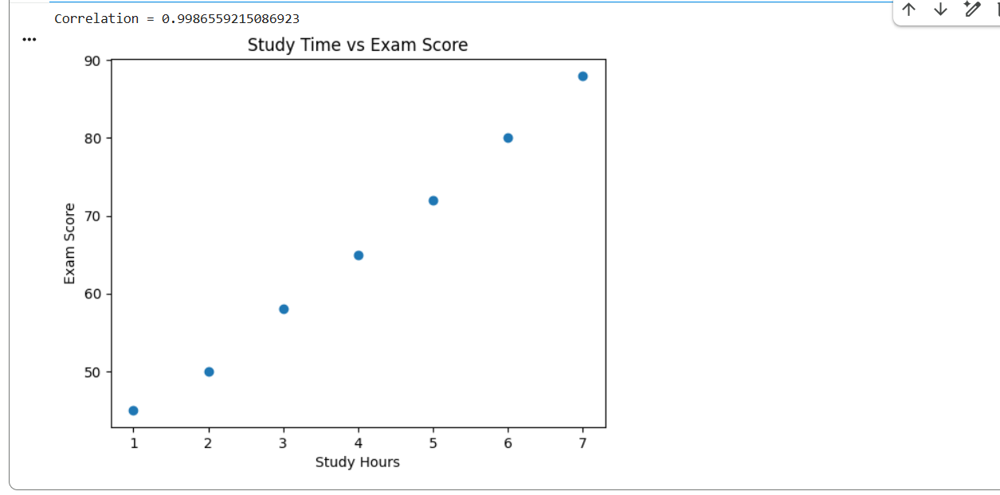 Correlation = 0.9986559215086923
Study Time vs Exam Score
90
80
70
60
50
Exam Score
1 2 3 4 5 6 7
Study Hours